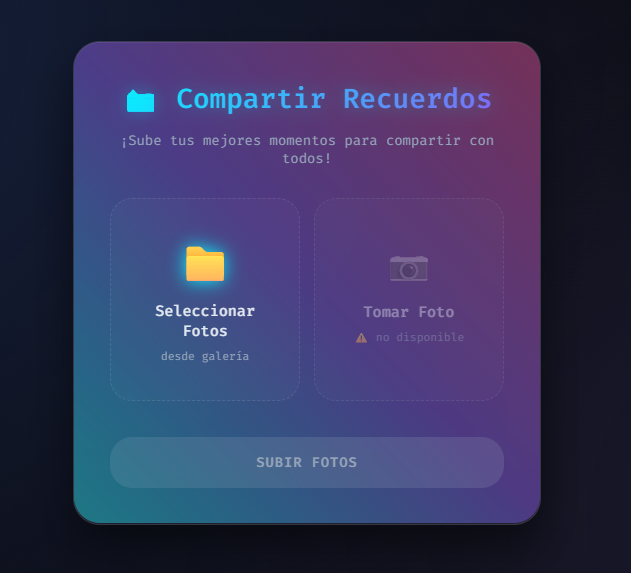 Compartir Recuerdos
¡Sube tus mejores momentos para compartir con
todos!
Seleccionar
Fotos
desde galería
Tomar Foto
no disponible
SUBIR FOTOS